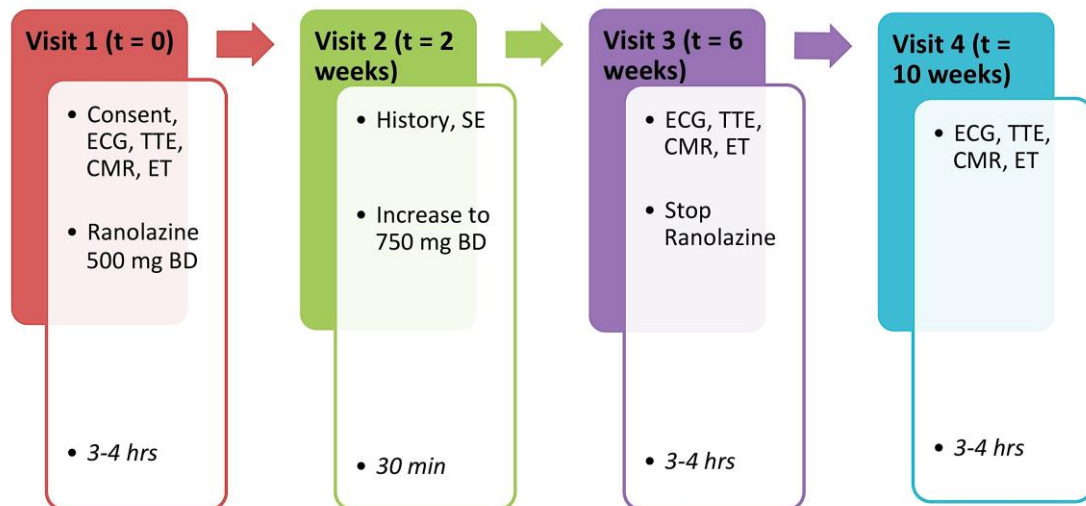 Visit 1 (t = 0)
• Consent,
ECG, TTE,
CMR, ET
• Ranolazine
500 mg BD
• 3-4 hrs
Visit 2 (t = 2
weeks)
• History, SE
• Increase to
750 mg BD
• 30 min
Visit 3 (t = 6
weeks)
• ECG, TTE,
CMR, ET
• Stop
Ranolazine
• 3-4 hrs
Visit 4 (t =
10 weeks)
• ECG, TTE,
CMR, ET
• 3-4 hrs